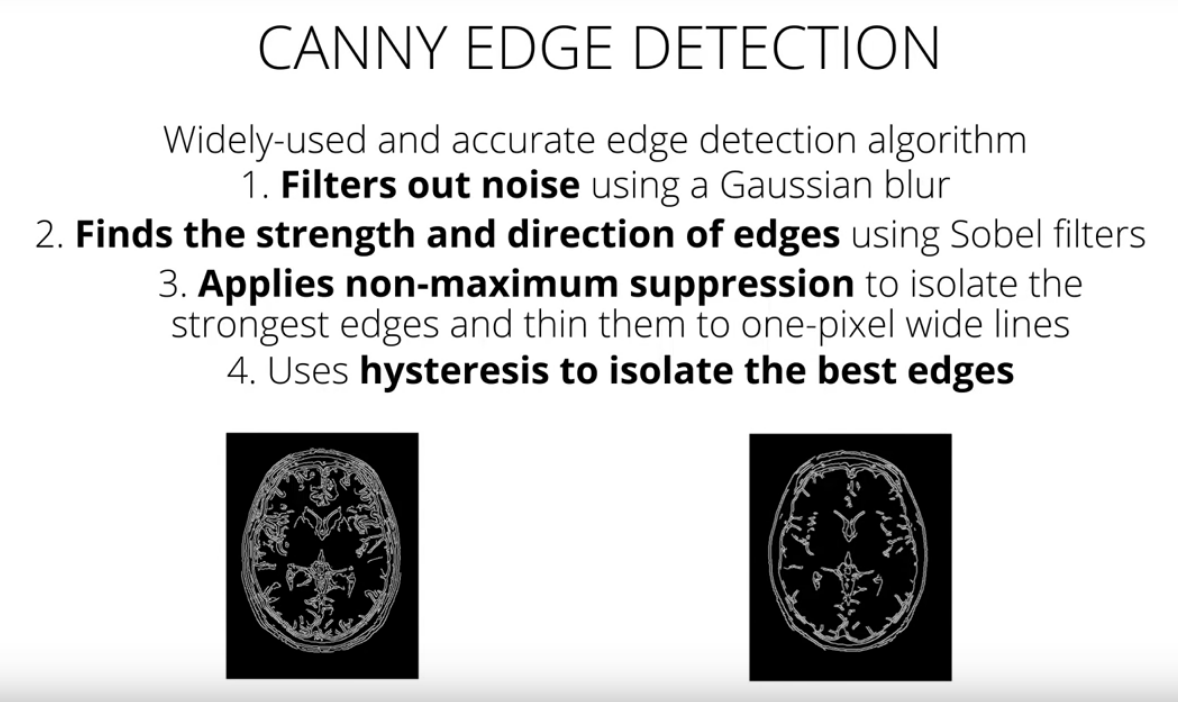 CANNY EDGE DETECTION
Widely-used and accurate edge detection algorithm
1. Filters out noise using a Gaussian blur
2. Finds the strength and direction of edges using Sobel filters
3. Applies non-maximum suppression to isolate the
strongest edges and thin them to one-pixel wide lines
4. Uses hysteresis to isolate the best edges